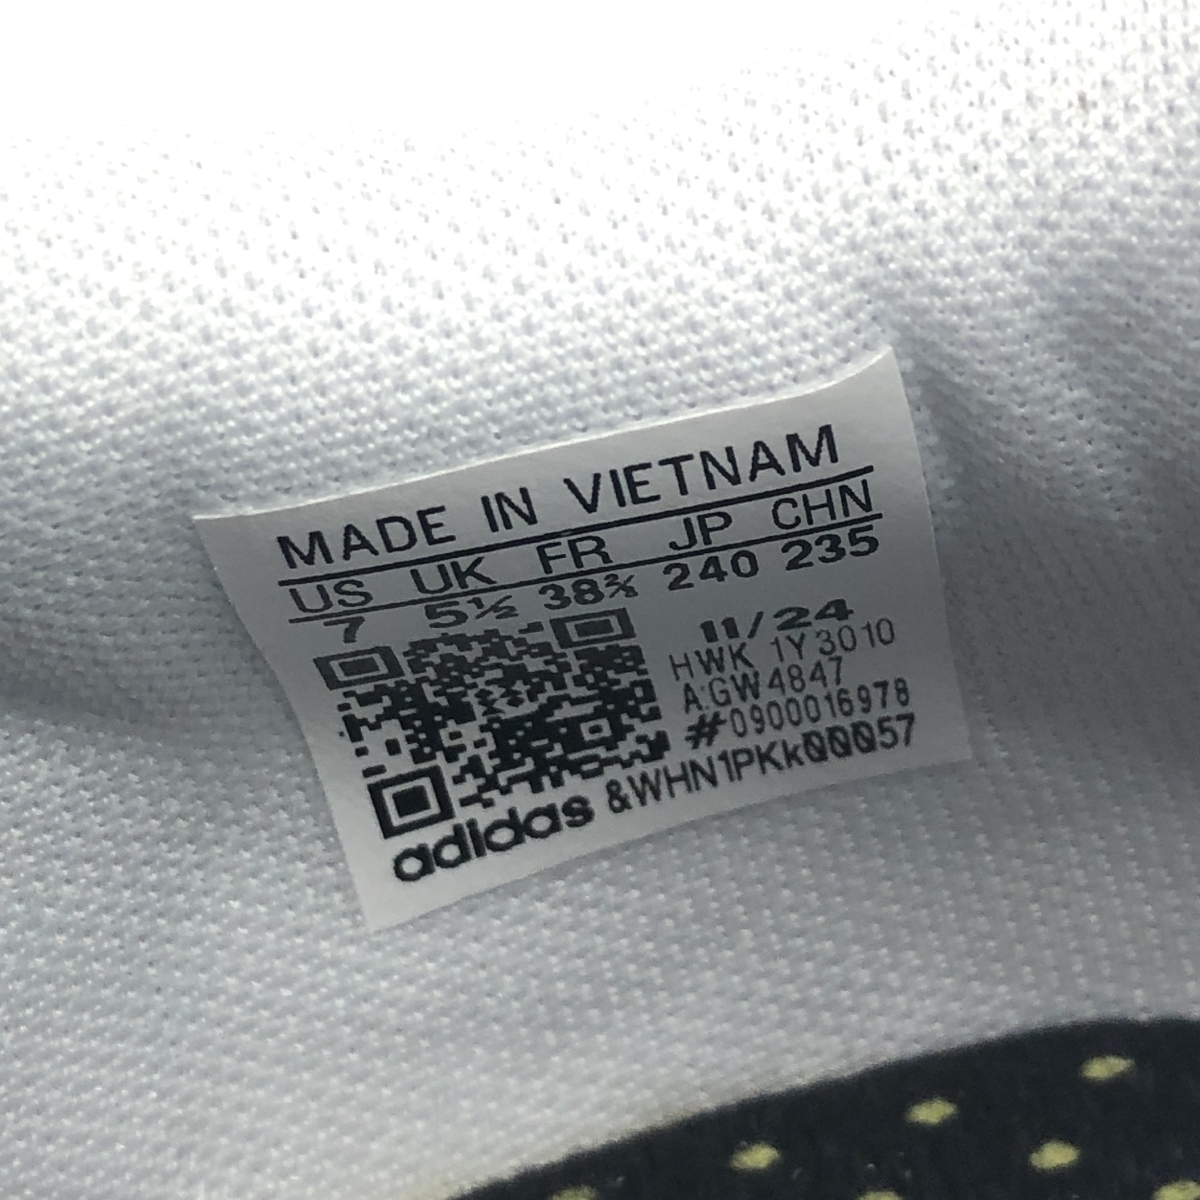 MADE IN VIETNAM
US UK FR JP CHN
7 5½ 38⅔ 240 235
11/24
HWK 1Y3010
A:GW4847
#0900016978
&WHN1PKk00057
adidas